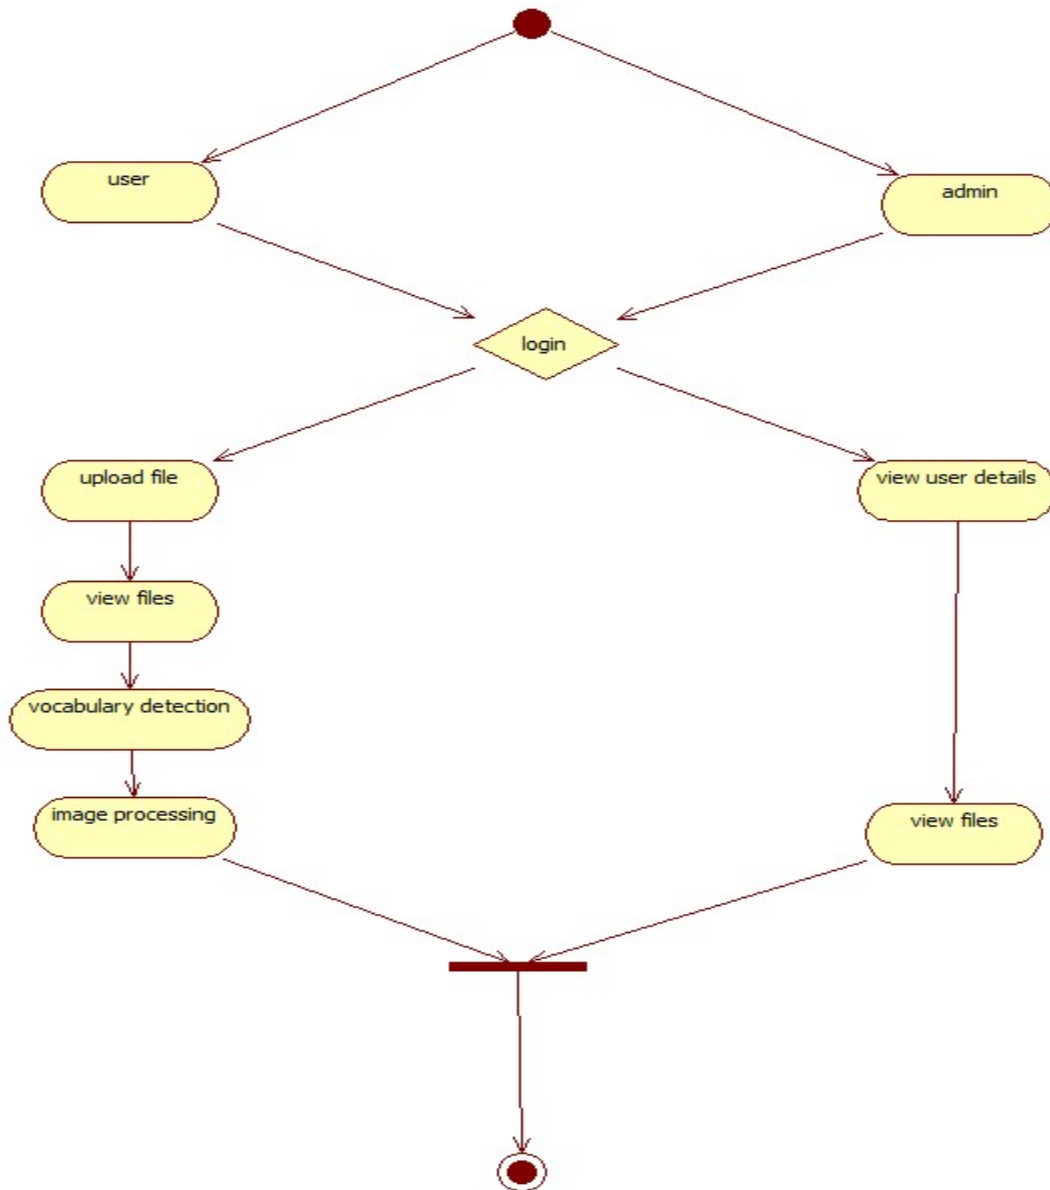 user
admin
login
upload file
view user details
view files
vocabulary detection
image processing
view files